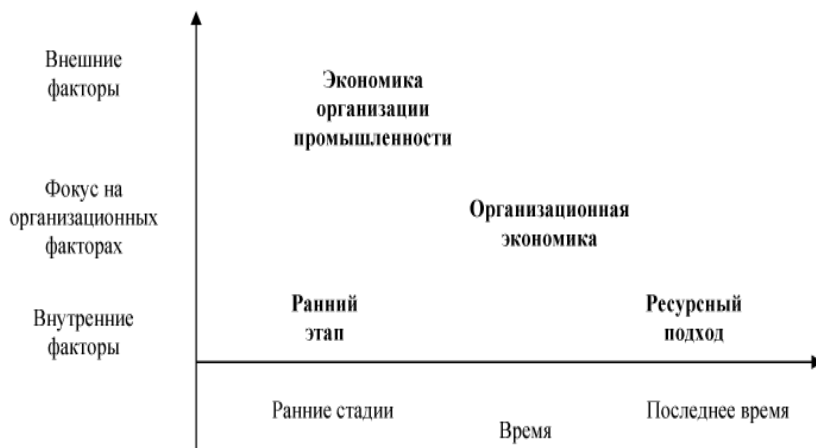 Внешние
факторы
Экономика
организации
промышленности
Фокус на
организационных
факторах
Организационная
экономика
Внутренние
факторы
Ранний
этап
Ресурсный
подход
Ранние стадии
Время
Последнее время